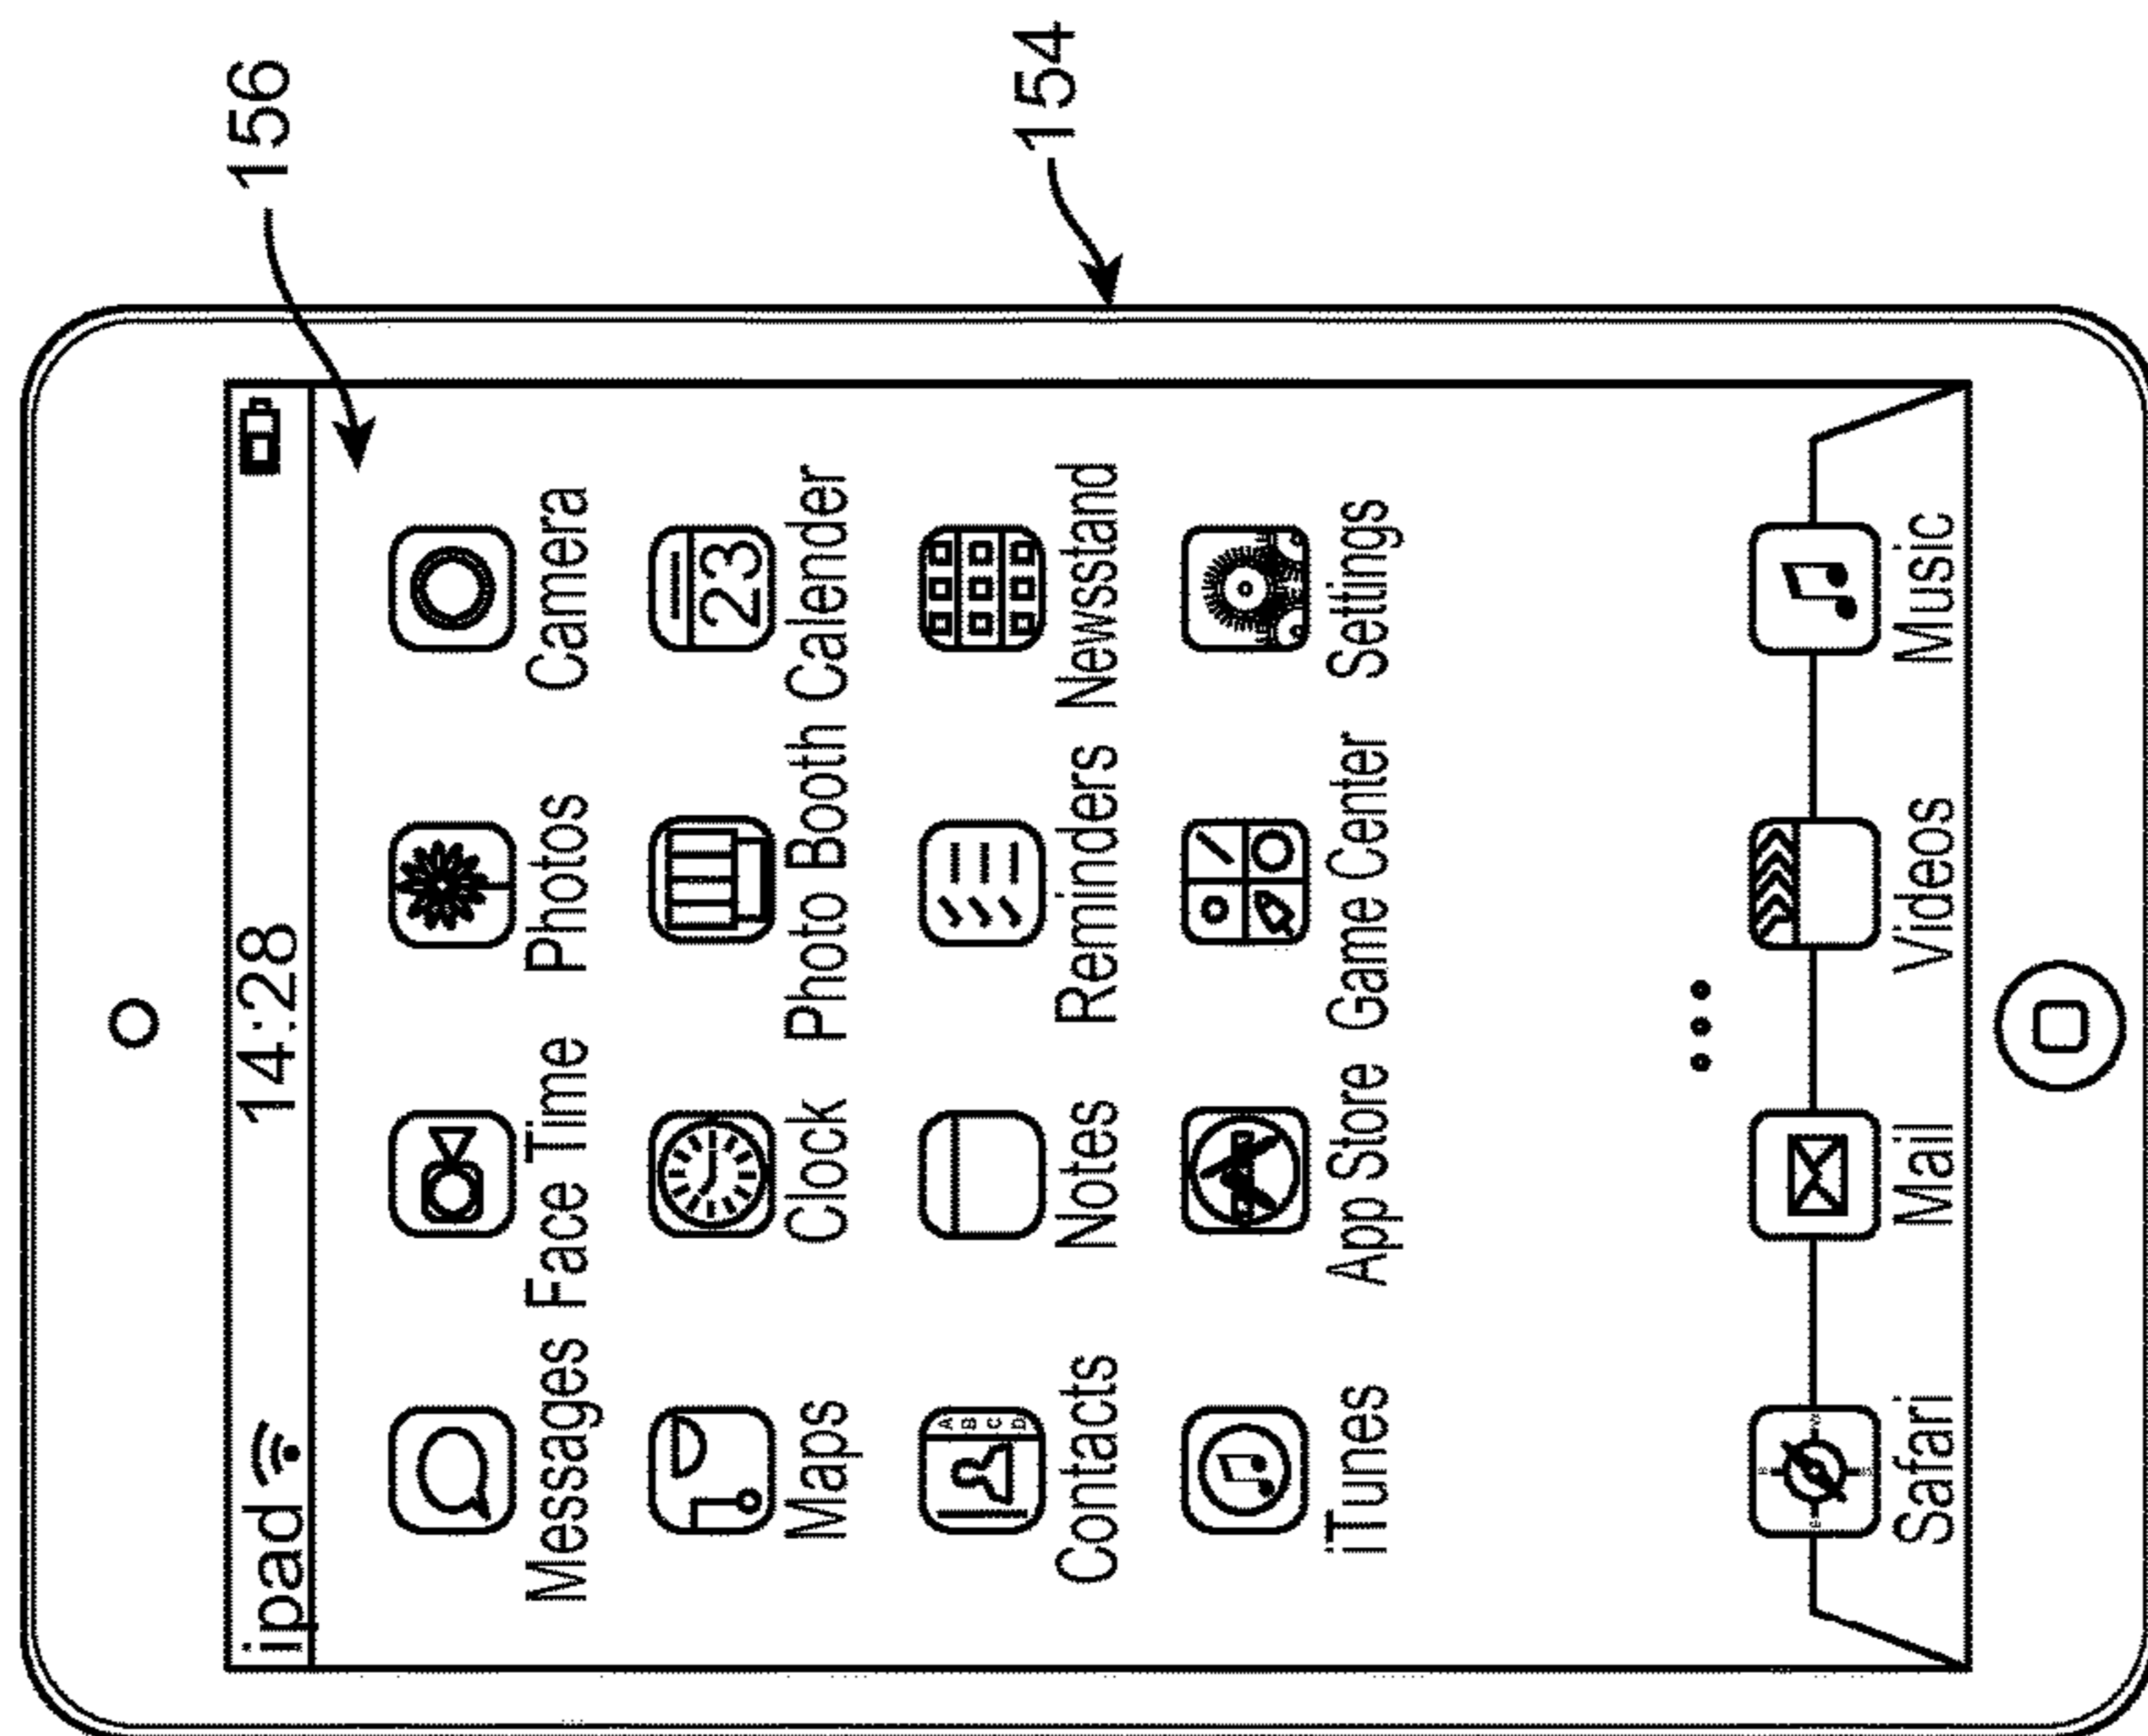 156
154
ipad 14:28
Messages Face Time Photos Camera
23
Maps Clock Photo Booth Calender
A
B
C
D
Contacts Notes Reminders Newsstand
iTunes App Store Game Center Settings
Safari Mail Videos Music